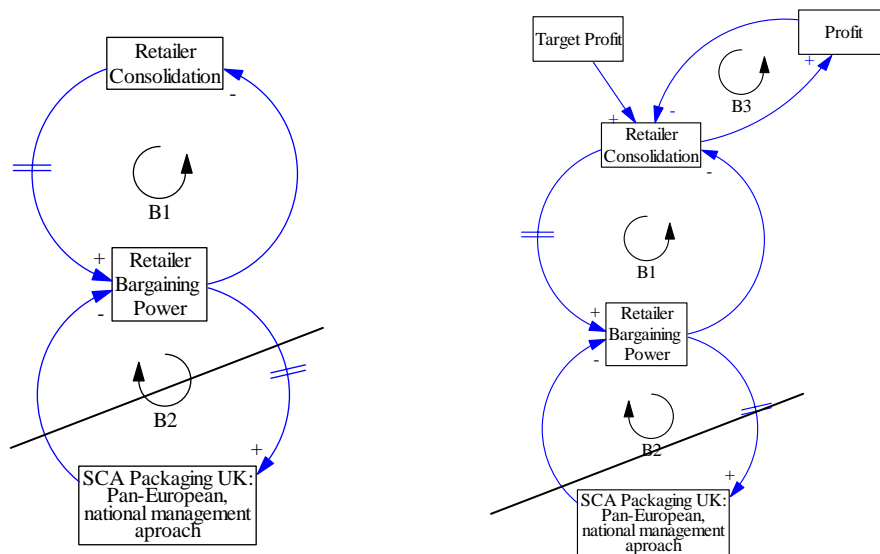 Retailer
Consolidation
-
B1
+
Retailer
Bargaining
Power
-
B2
+
SCA Packaging UK:
Pan-European,
national management
aproach
Target Profit
Profit
+
B3
+
-
Retailer
Consolidation
-
B1
+
Retailer
Bargaining
Power
-
B2
+
SCA Packaging UK:
Pan-European,
national management
aproach